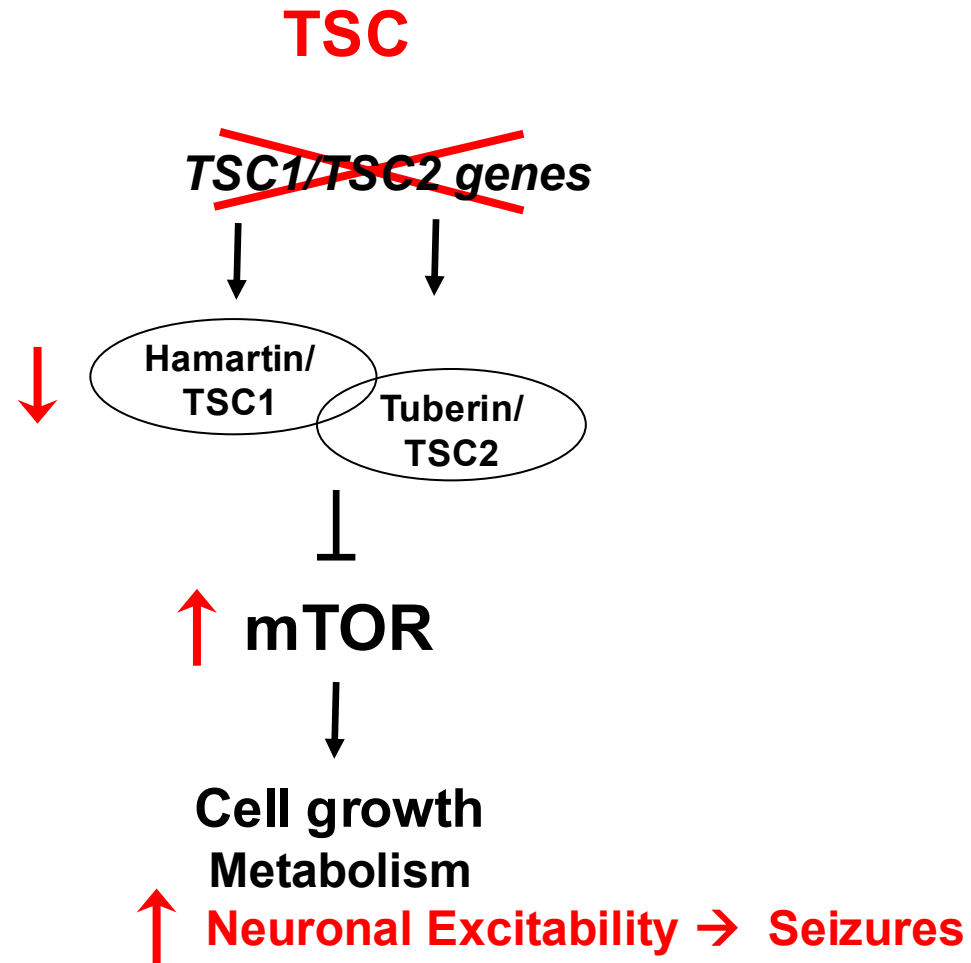 TSC
TSC1/TSC2 genes
Hamartin/
TSC1
Tuberin/
TSC2
mTOR
Cell growth
Metabolism
Neuronal Excitability → Seizures